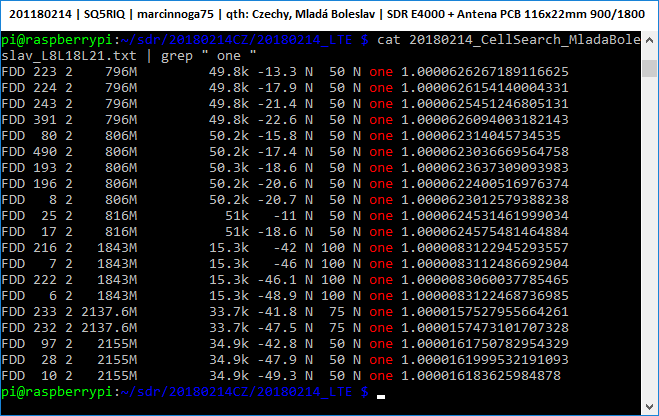 201180214 | SQ5RIQ | marcinnoga75 | qth: Czechy, Mladá Boleslav | SDR E4000 + Antena PCB 116x22mm 900/1800
pi@raspberrypi:~/sdr/20180214CZ/20180214_LTE $ cat 20180214_CellSearch_MladaBole
slav_L8L18L21.txt | grep " one "
FDD 223 2 796M 49.8k -13.3 N 50 N one 1.0000626267189116625
FDD 224 2 796M 49.8k -17.9 N 50 N one 1.0000626154140004331
FDD 243 2 796M 49.8k -21.4 N 50 N one 1.0000625451246805131
FDD 391 2 796M 49.8k -22.6 N 50 N one 1.0000626094003182143
FDD 80 2 806M 50.2k -15.8 N 50 N one 1.000062314045734535
FDD 490 2 806M 50.2k -17.4 N 50 N one 1.0000623036669564758
FDD 193 2 806M 50.3k -18.6 N 50 N one 1.0000623637309093983
FDD 196 2 806M 50.2k -20.6 N 50 N one 1.0000622400516976374
FDD 8 2 806M 50.2k -20.7 N 50 N one 1.0000623012579388238
FDD 25 2 816M 51k -11 N 50 N one 1.0000624531461999034
FDD 17 2 816M 51k -18.6 N 50 N one 1.0000624575481464884
FDD 216 2 1843M 15.3k -42 N 100 N one 1.0000083122945293557
FDD 7 2 1843M 15.3k -46 N 100 N one 1.0000083112486692904
FDD 222 2 1843M 15.3k -46.1 N 100 N one 1.0000083060037785465
FDD 6 2 1843M 15.3k -48.9 N 100 N one 1.0000083122468736985
FDD 233 2 2137.6M 33.7k -41.8 N 75 N one 1.0000157527955664261
FDD 232 2 2137.6M 33.7k -47.5 N 75 N one 1.0000157473101707328
FDD 97 2 2155M 34.9k -42.8 N 50 N one 1.0000161750782954329
FDD 28 2 2155M 34.9k -47.9 N 50 N one 1.0000161999532191093
FDD 10 2 2155M 34.9k -49.3 N 50 N one 1.000016183625984878
pi@raspberrypi:~/sdr/20180214CZ/20180214_LTE $